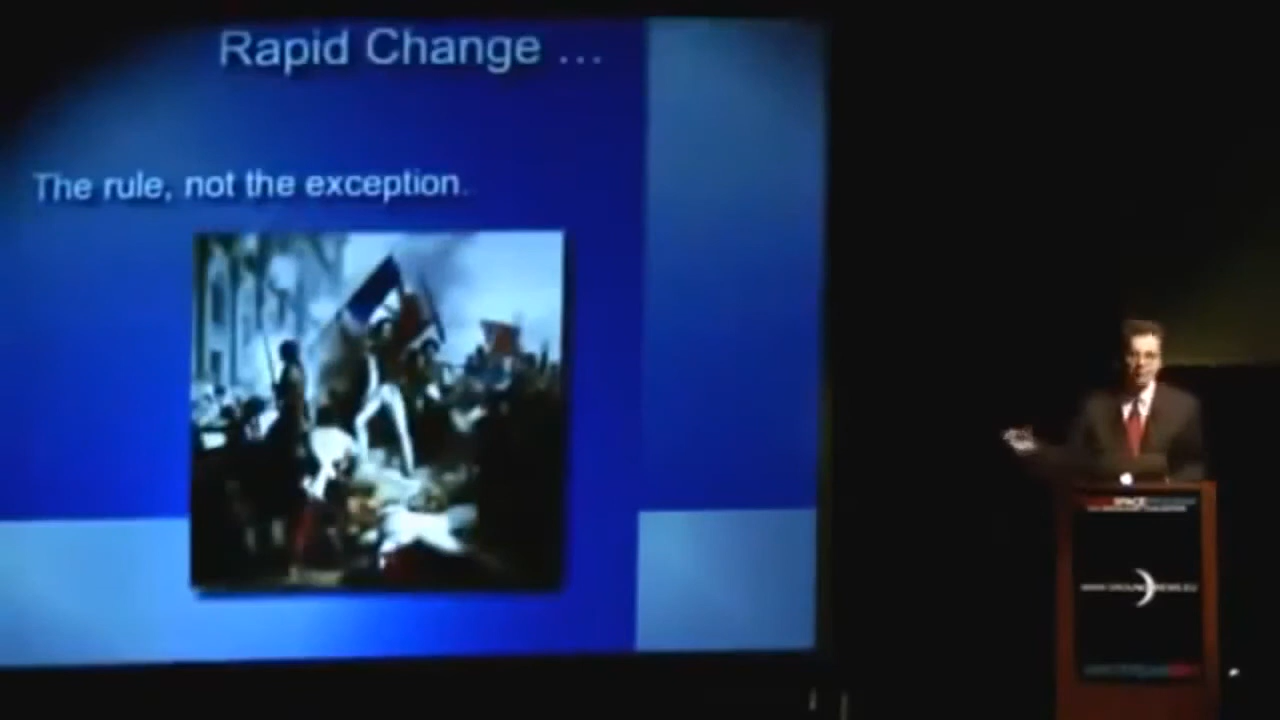 Rapid Change ...
The rule, not the exception.